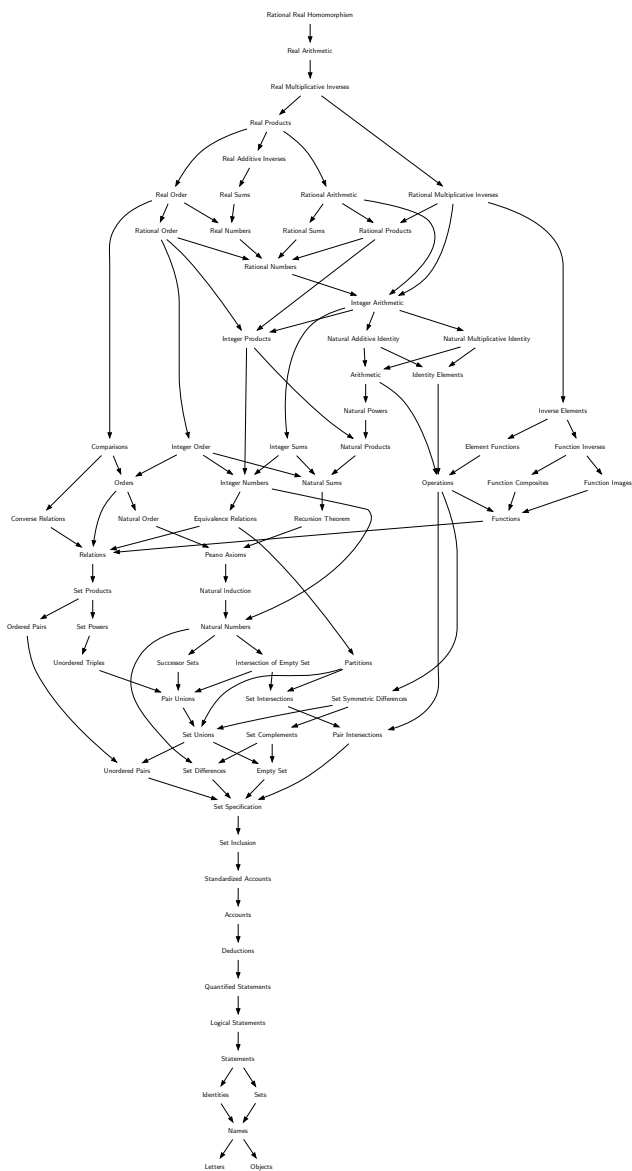 Rational Real Homomorphism
Real Arithmetic
Real Multiplicative Inverses
Real Products
Real Additive Inverses
Real Order
Real Sums
Rational Arithmetic
Rational Multiplicative Inverses
Rational Order
Real Numbers
Rational Sums
Rational Products
Rational Numbers
Integer Arithmetic
Integer Products
Natural Additive Identity
Natural Multiplicative Identity
Arithmetic
Identity Elements
Natural Powers
Inverse Elements
Comparisons
Integer Order
Integer Sums
Natural Products
Element Functions
Function Inverses
Orders
Integer Numbers
Natural Sums
Operations
Function Composites
Function Images
Converse Relations
Natural Order
Equivalence Relations
Recursion Theorem
Functions
Relations
Peano Axioms
Set Products
Natural Induction
Ordered Pairs
Set Powers
Natural Numbers
Unordered Triples
Successor Sets
Intersection of Empty Set
Partitions
Pair Unions
Set Intersections
Set Symmetric Differences
Set Unions
Set Complements
Pair Intersections
Unordered Pairs
Set Differences
Empty Set
Set Specification
Set Inclusion
Standardized Accounts
Accounts
Deductions
Quantified Statements
Logical Statements
Statements
Identities
Sets
Names
Letters
Objects